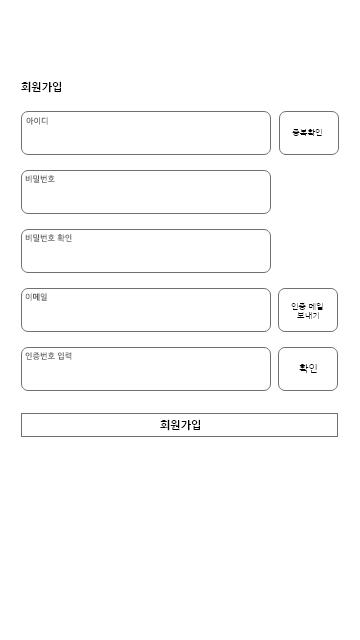 회원가입
아이디
중복확인
비밀번호
비밀번호 확인
이메일
인증 메일
보내기
인증번호 입력
확인
회원가입